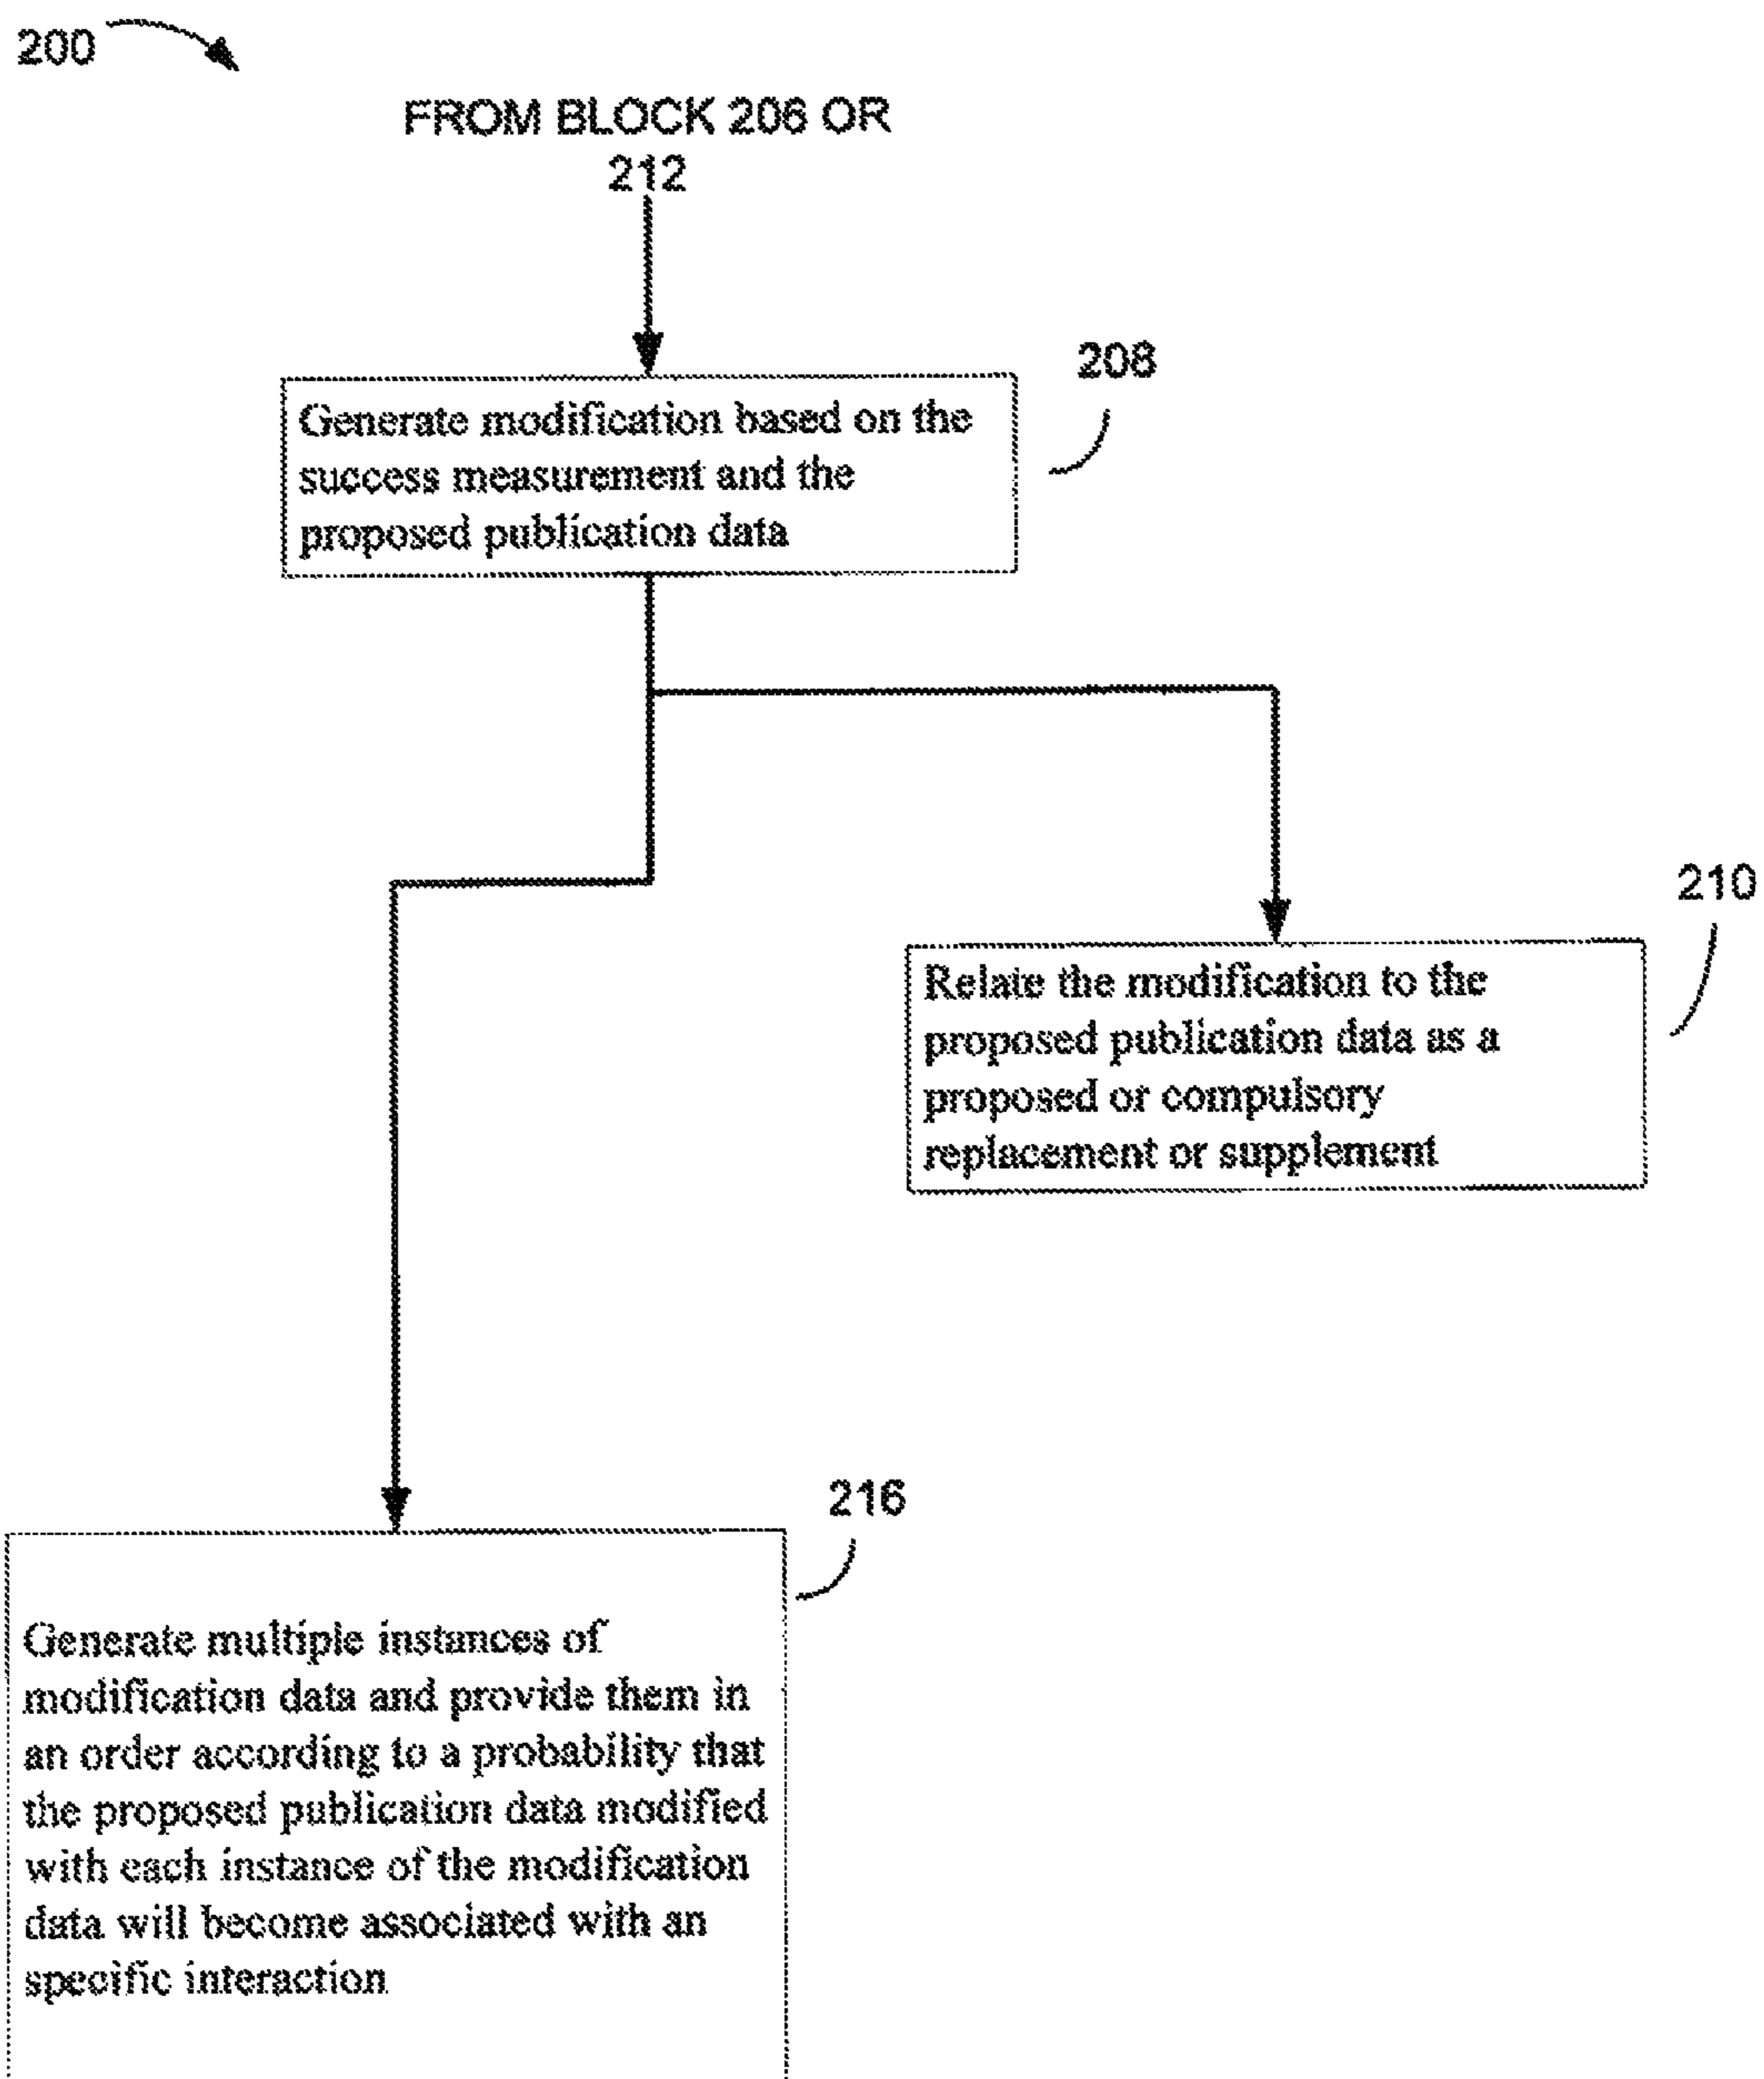 200
FROM BLOCK 206 OR
212
208
Generate modification based on the
success measurement and the
proposed publication data
210
Relate the modification to the
proposed publication data as a
proposed or compulsory
replacement or supplement
216
Generate multiple instances of
modification data and provide them in
an order according to a probability that
the proposed publication data modified
with each instance of the modification
data will become associated with an
specific interaction